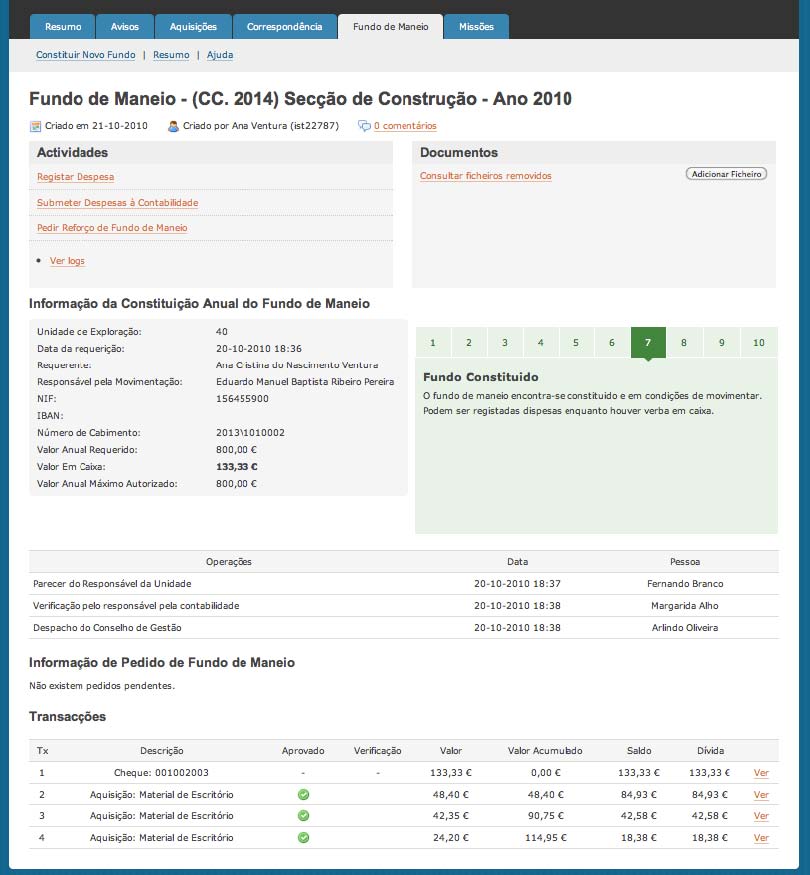 Resumo Avisos Aquisições Correspondência Fundo de Maneio Missões
Constituir Novo Fundo | Resumo | Ajuda
Fundo de Maneio - (CC. 2014) Secção de Construção - Ano 2010
Criado em 21-10-2010 Criado por Ana Ventura (ist22787) 0 comentários
Actividades
Registar Despesa
Submeter Despesas à Contabilidade
Pedir Reforço de Fundo de Maneio
Ver logs
Documentos
Consultar ficheiros removidos Adicionar Ficheiro
Informação da Constituição Anual do Fundo de Maneio
Unidade de Exploração: 40
Data da requerição: 20-10-2010 18:36
Requerente: Ana Cristina do Nascimento Ventura
Responsável pela Movimentação: Eduardo Manuel Baptista Ribeiro Pereira
NIF: 156455900
IBAN:
Número de Cabimento: 2013\1010002
Valor Anual Requerido: 800,00 €
Valor Em Caixa: 133,33 €
Valor Anual Máximo Autorizado: 800,00 €
1 2 3 4 5 6 7 8 9 10
Fundo Constituido
O fundo de maneio encontra-se constituido e em condições de movimentar.
Podem ser registadas dispesas enquanto houver verba em caixa.
Operações Data Pessoa
Parecer do Responsável da Unidade 20-10-2010 18:37 Fernando Branco
Verificação pelo responsável pela contabilidade 20-10-2010 18:38 Margarida Alho
Despacho do Conselho de Gestão 20-10-2010 18:38 Arlindo Oliveira
Informação de Pedido de Fundo de Maneio
Não existem pedidos pendentes.
Transacções
Tx Descrição Aprovado Verificação Valor Valor Acumulado Saldo Dívida
1 Cheque: 001002003 - - 133,33 € 0,00 € 133,33 € 133,33 € Ver
2 Aquisição: Material de Escritório 48,40 € 48,40 € 84,93 € 84,93 € Ver
3 Aquisição: Material de Escritório 42,35 € 90,75 € 42,58 € 42,58 € Ver
4 Aquisição: Material de Escritório 24,20 € 114,95 € 18,38 € 18,38 € Ver